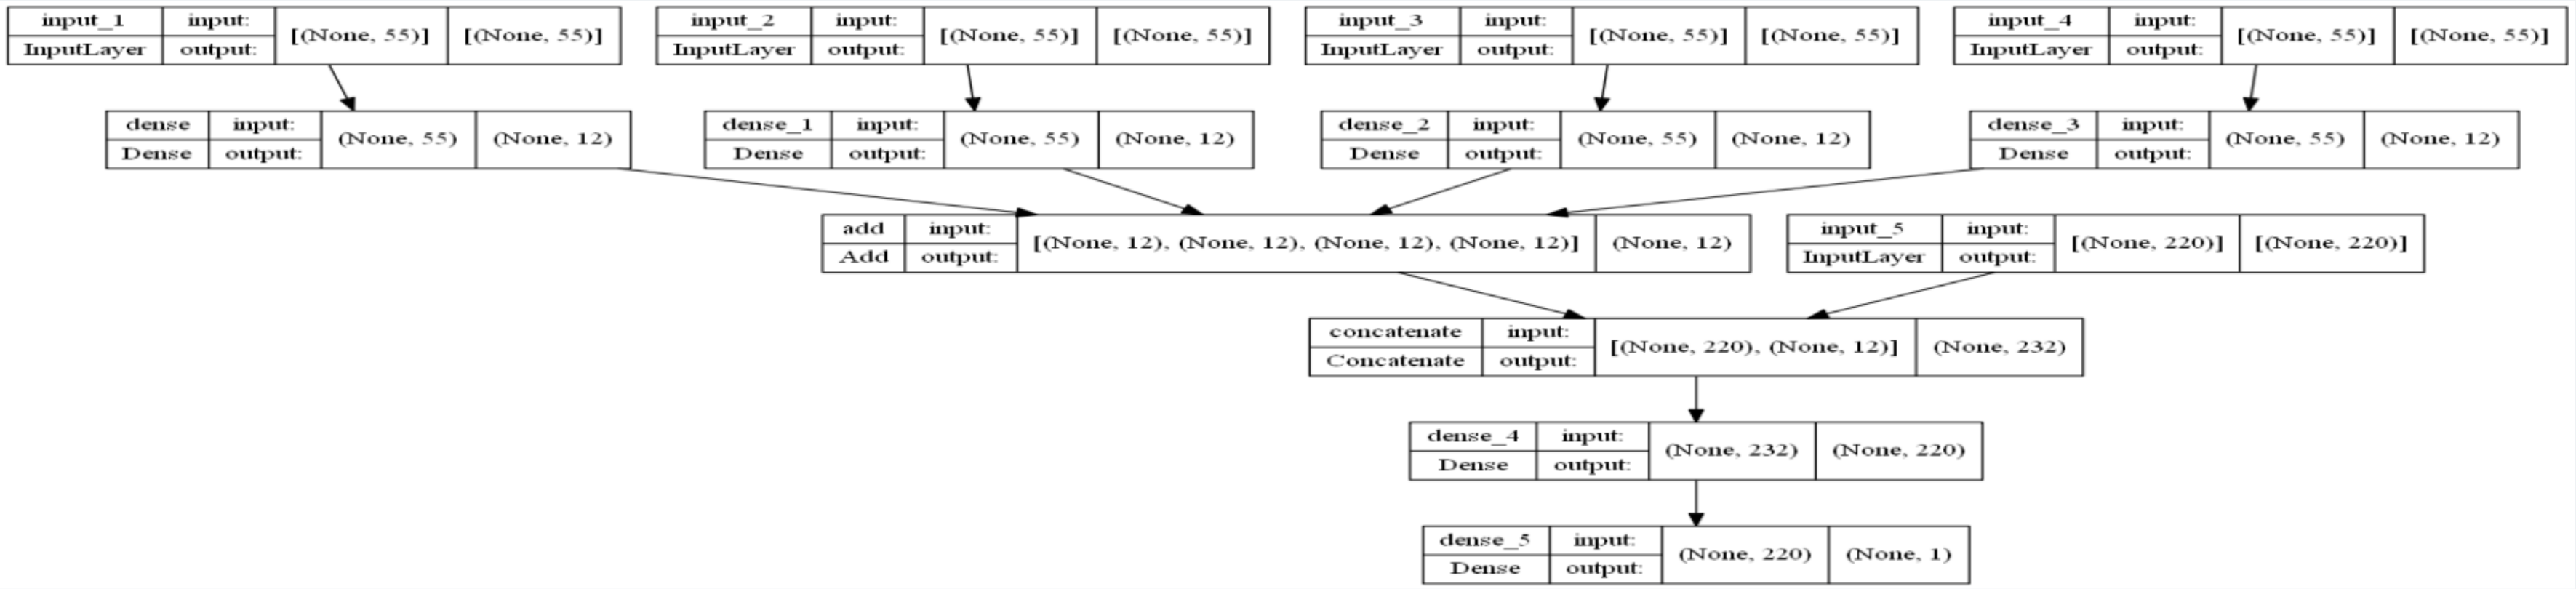 input_1 input: [(None, 55)] [(None, 55)]
InputLayer output:
input_2 input: [(None, 55)] [(None, 55)]
InputLayer output:
input_3 input: [(None, 55)] [(None, 55)]
InputLayer output:
input_4 input: [(None, 55)] [(None, 55)]
InputLayer output:
dense input: (None, 55) (None, 12)
Dense output:
dense_1 input: (None, 55) (None, 12)
Dense output:
dense_2 input: (None, 55) (None, 12)
Dense output:
dense_3 input: (None, 55) (None, 12)
Dense output:
add input: [(None, 12), (None, 12), (None, 12), (None, 12)] (None, 12)
Add output:
input_5 input: [(None, 220)] [(None, 220)]
InputLayer output:
concatenate input: [(None, 220), (None, 12)] (None, 232)
Concatenate output:
dense_4 input: (None, 232) (None, 220)
Dense output:
dense_5 input: (None, 220) (None, 1)
Dense output: